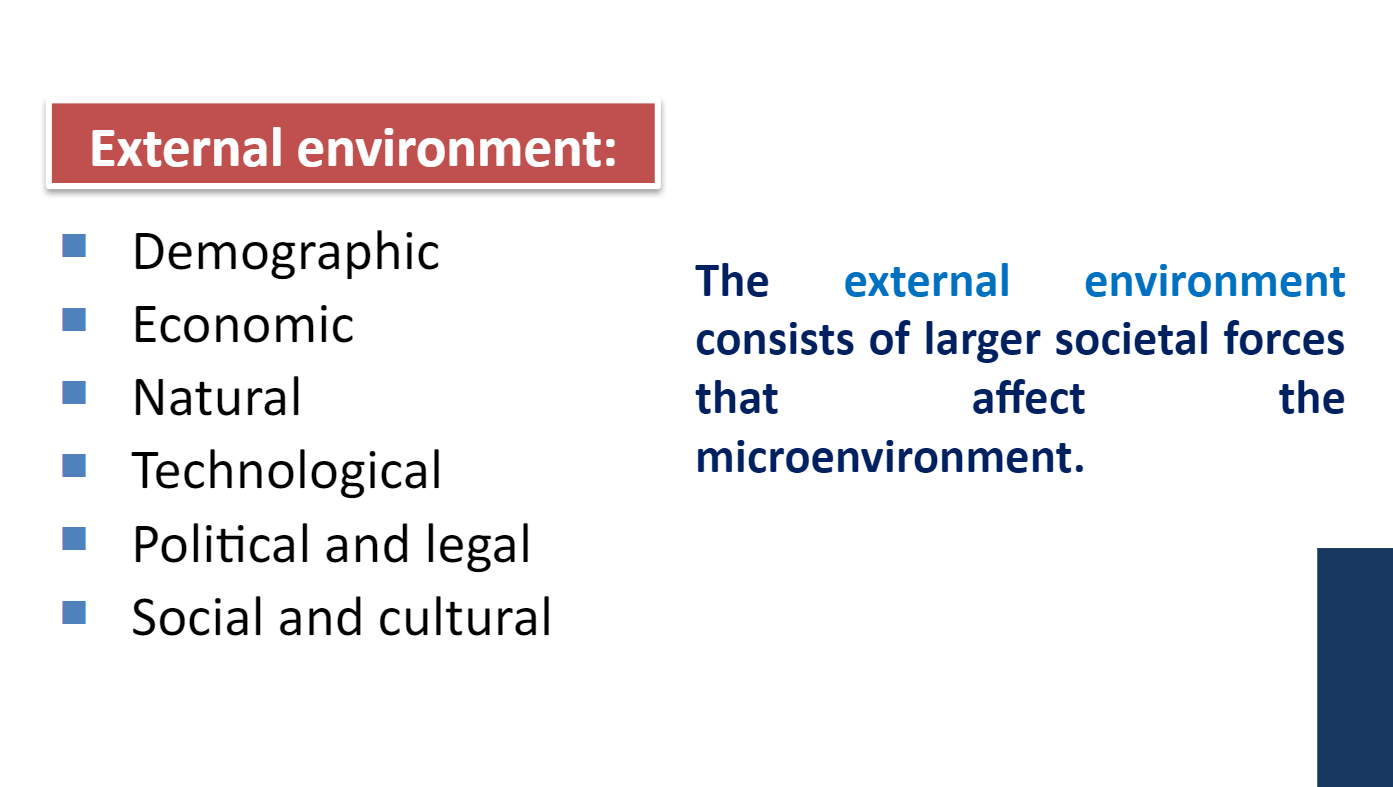 External environment:
Demographic
Economic
Natural
Technological
Political and legal
Social and cultural
The external environment
consists of larger societal forces
that affect the
microenvironment.